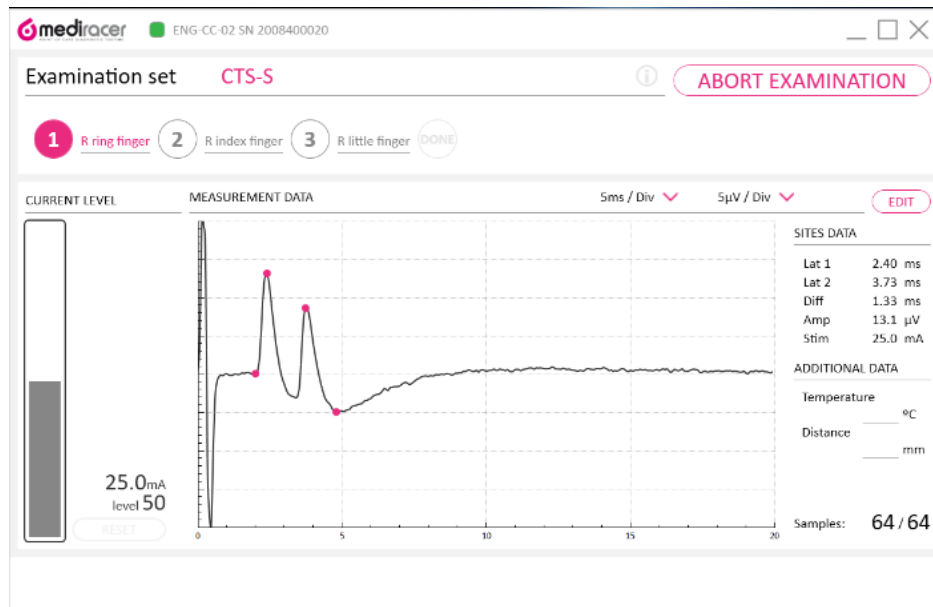 mediracer
ENG-CC-02 SN 2008400020
Examination set CTS-S
ABORT EXAMINATION
1 R ring finger 2 R index finger 3 R little finger DONE
CURRENT LEVEL
MEASUREMENT DATA
5ms / Div
5µV / Div
EDIT
SITES DATA
Lat 1 2.40 ms
Lat 2 3.73 ms
Diff 1.33 ms
Amp 13.1 µV
Stim 25.0 mA
ADDITIONAL DATA
Temperature
ºC
Distance
mm
25.0mA
level 50
RESET
0 5 10 15 20
Samples: 64/64